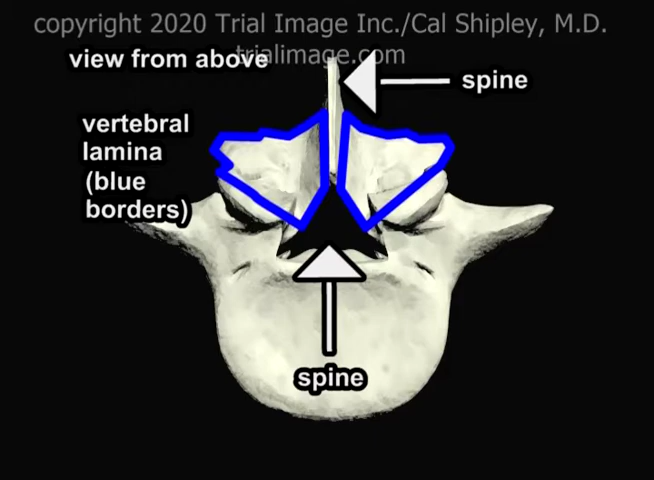 copyright 2020 Trial Image Inc./Cal Shipley, M.D.
trialimage.com
view from above
spine
vertebral
lamina
(blue
borders)
spine